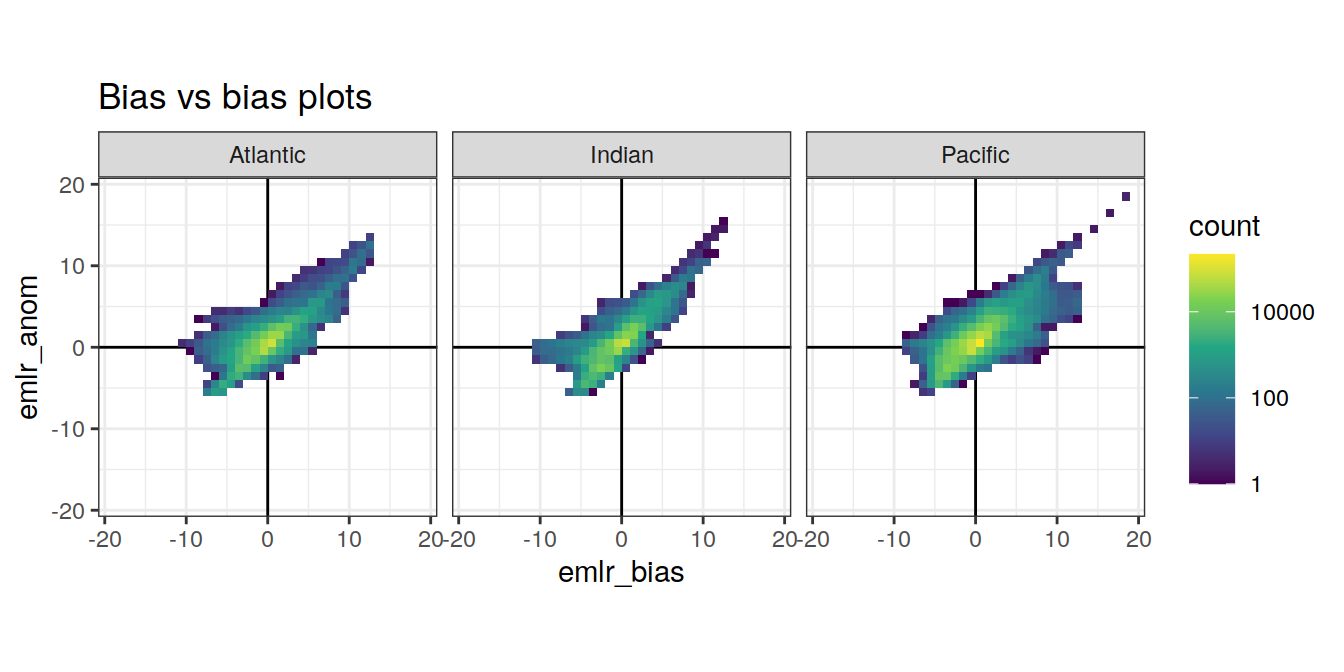 Bias vs bias plots
Atlantic Indian Pacific
count
20
10
0
-10
-20
emlr_anom
10000
100
1
-20 -10 0 10 20 -20 -10 0 10 20 -20 -10 0 10 20
emlr_bias